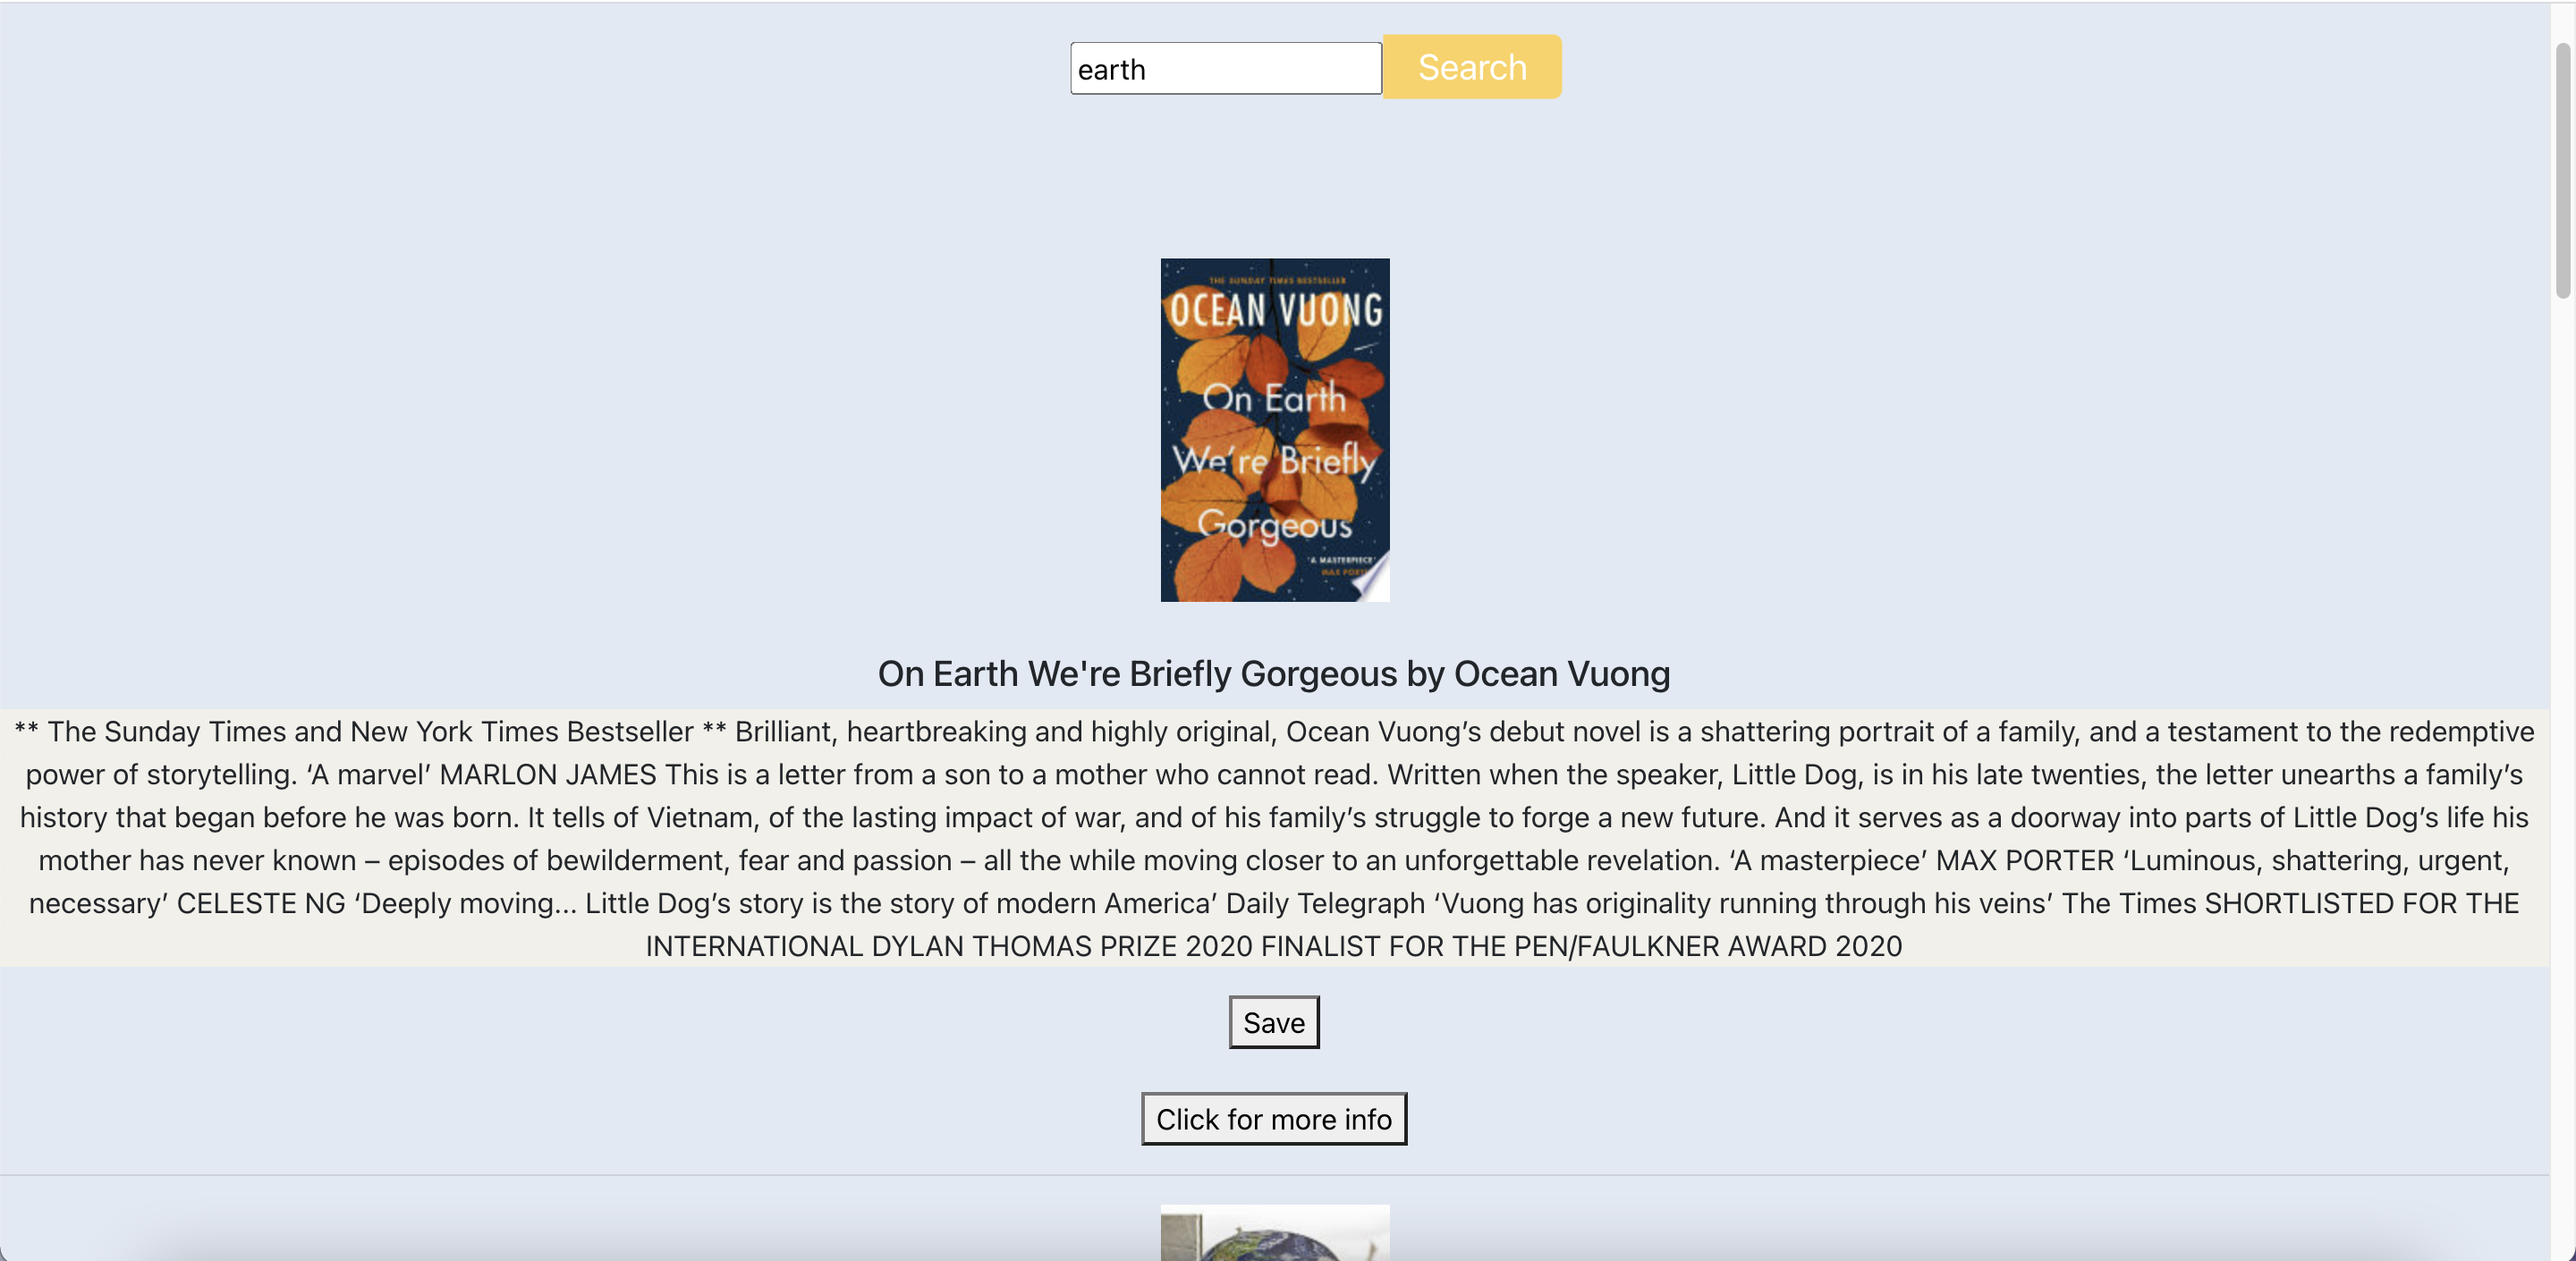 earth
Search
THE SUNDAY TIMES BESTSELLER
OCEAN VUONG
On Earth
We're Briefly
Gorgeous
'A MASTERPIECE'
On Earth We're Briefly Gorgeous by Ocean Vuong
** The Sunday Times and New York Times Bestseller ** Brilliant, heartbreaking and highly original, Ocean Vuong’s debut novel is a shattering portrait of a family, and a testament to the redemptive
power of storytelling. ‘A marvel’ MARLON JAMES This is a letter from a son to a mother who cannot read. Written when the speaker, Little Dog, is in his late twenties, the letter unearths a family’s
history that began before he was born. It tells of Vietnam, of the lasting impact of war, and of his family’s struggle to forge a new future. And it serves as a doorway into parts of Little Dog’s life his
mother has never known – episodes of bewilderment, fear and passion – all the while moving closer to an unforgettable revelation. ‘A masterpiece’ MAX PORTER ‘Luminous, shattering, urgent,
necessary’ CELESTE NG ‘Deeply moving... Little Dog’s story is the story of modern America’ Daily Telegraph ‘Vuong has originality running through his veins’ The Times SHORTLISTED FOR THE
INTERNATIONAL DYLAN THOMAS PRIZE 2020 FINALIST FOR THE PEN/FAULKNER AWARD 2020
Save
Click for more info